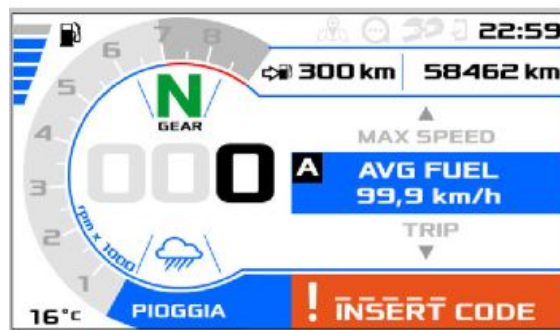 22:59
300 km 58462 km
8
7
6
5
4
3
2
1
rpm x 1000
N
GEAR
000
MAX SPEED
A AVG FUEL
99,9 km/h
TRIP
16°c PIOGGIA
! INSERT CODE